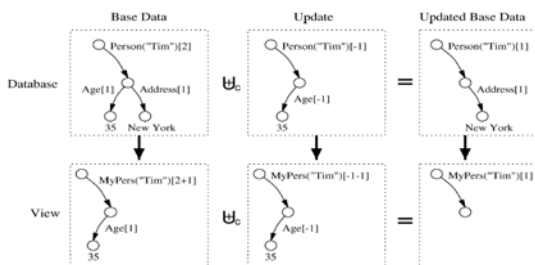 Base Data Update Updated Base Data
Person("Tim")[2] Person("Tim")[-1] Person("Tim")[1]
Database Age[1] Address[1] ⊎c = Address[1]
Age[-1]
35 New York 35 New York
MyPers("Tim")[2+1] MyPers("Tim")[-1-1] MyPers("Tim")[1]
View Age[1] ⊎c Age[-1] =
35 35